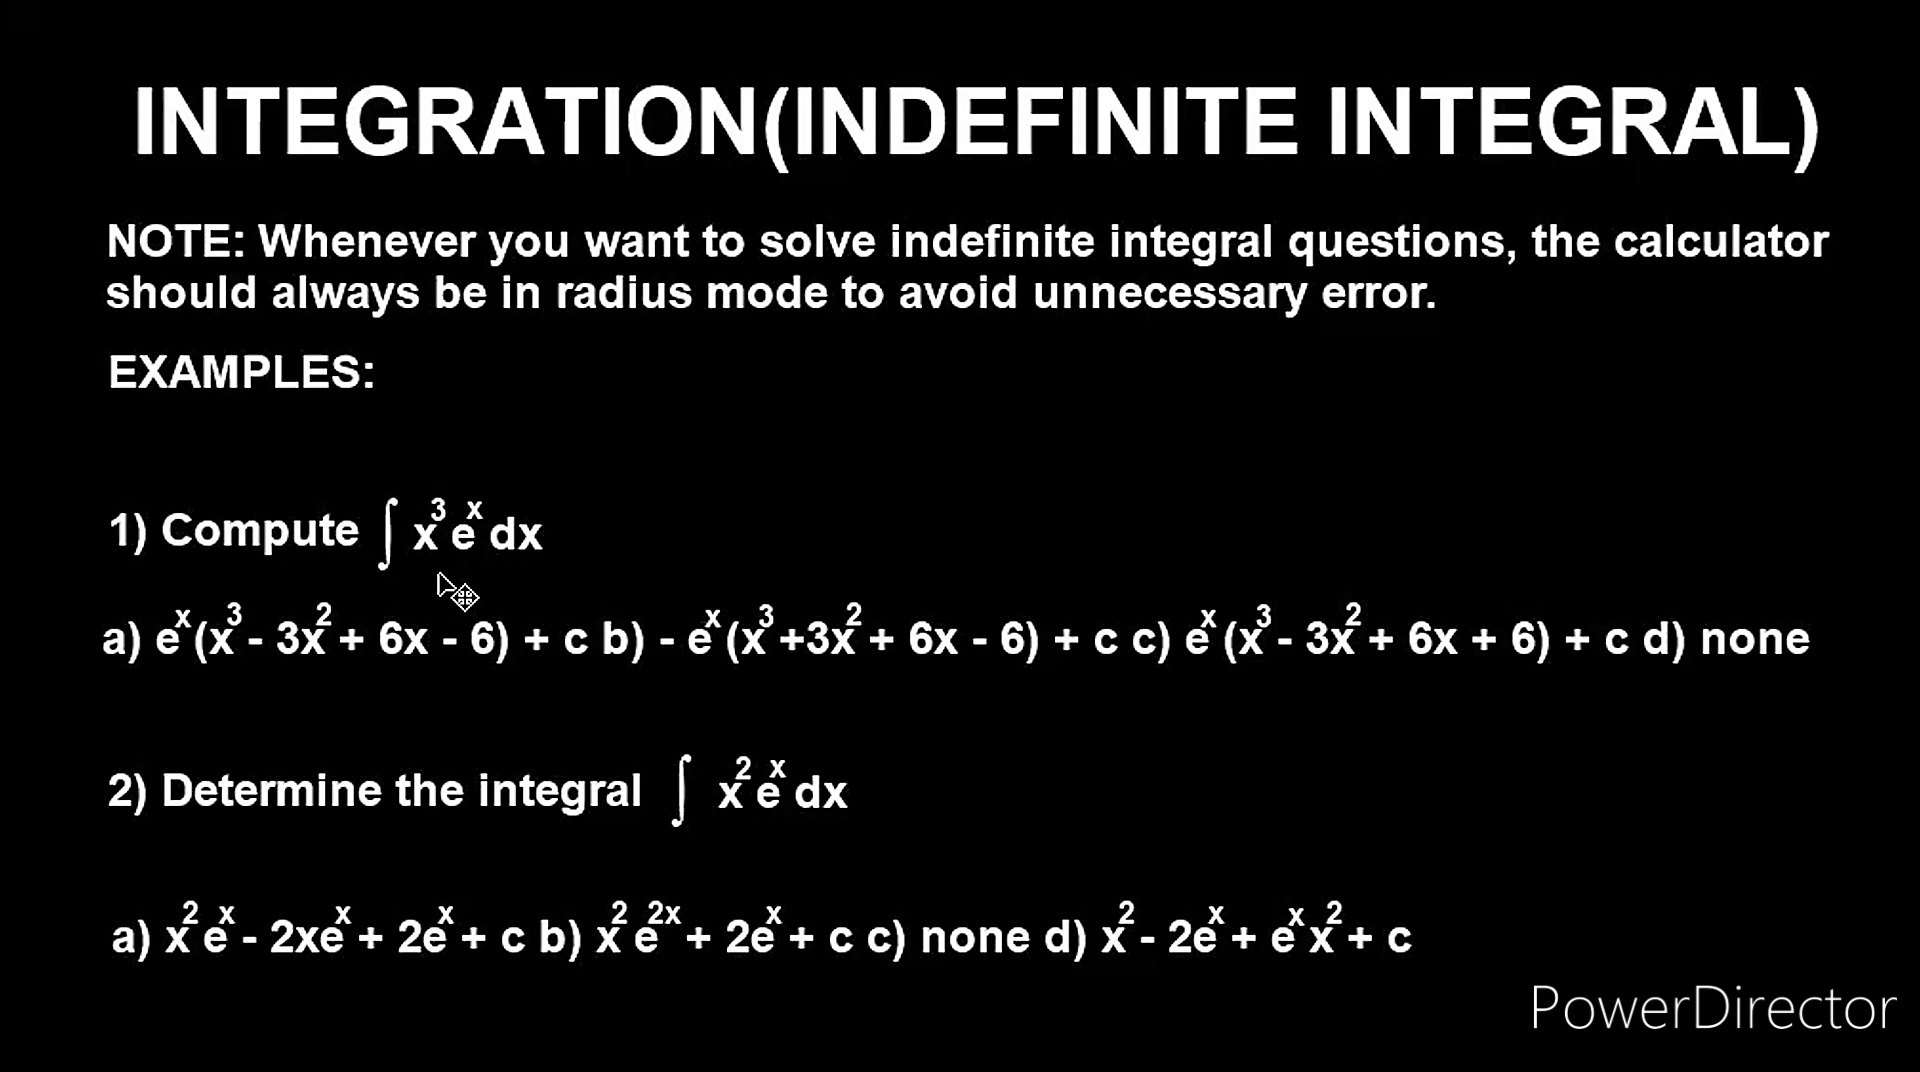 INTEGRATION(INDEFINITE INTEGRAL)
NOTE: Whenever you want to solve indefinite integral questions, the calculator
should always be in radius mode to avoid unnecessary error.
EXAMPLES:
1) Compute ∫ x³eˣ dx
a) eˣ(x³- 3x²+ 6x - 6) + c b) - eˣ(x³+3x²+ 6x - 6) + c c) eˣ(x³- 3x²+ 6x + 6) + c d) none
2) Determine the integral ∫ x²eˣ dx
a) x²eˣ- 2xeˣ+ 2eˣ+ c b) x²e²ˣ+ 2eˣ+ c c) none d) x²- 2eˣ+ eˣx²+ c
PowerDirector